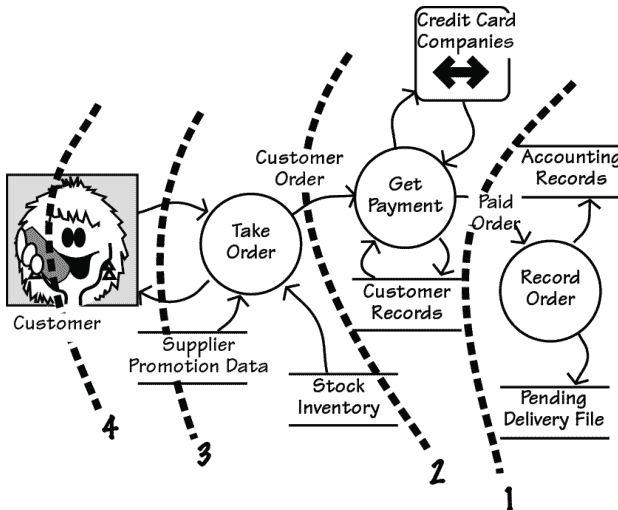 Credit Card
Companies
Customer
Order
Get
Payment
Accounting
Records
Paid
Order
Take
Order
Record
Order
Customer
Records
Customer
Supplier
Promotion Data
Stock
Inventory
Pending
Delivery File
4
3
2
1